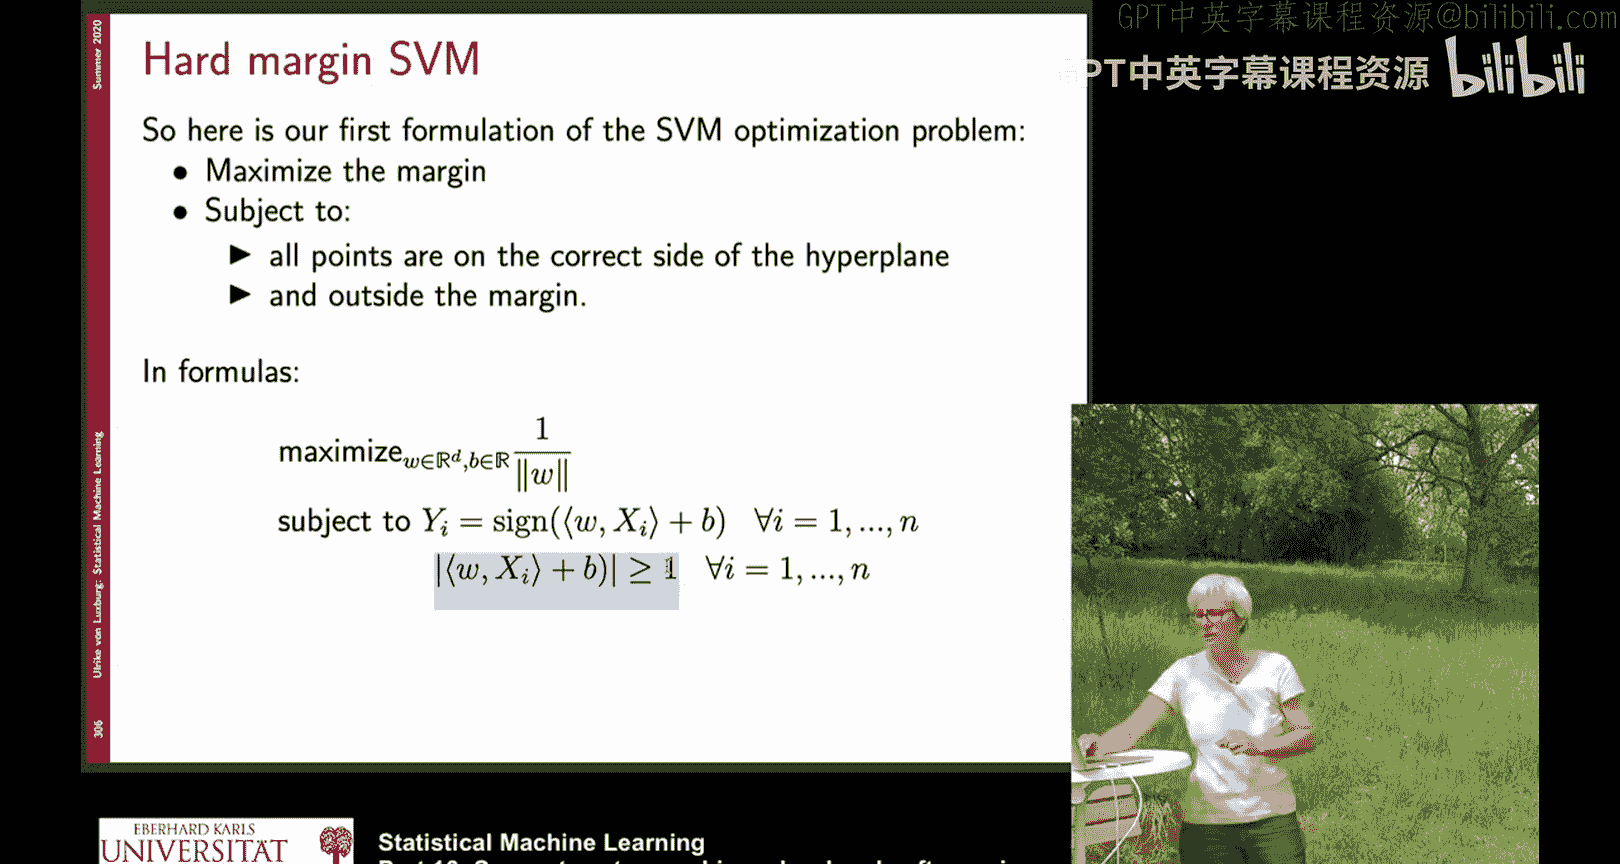 GPT中英字幕课程资源@bilibili.com
PT中英字幕课程资源 bilibili
Summer 2020
Hard margin SVM
So here is our first formulation of the SVM optimization problem:
• Maximize the margin
• Subject to:
▶ all points are on the correct side of the hyperplane
▶ and outside the margin.
In formulas:
maximize_{w∈ℝ^d, b∈ℝ} 1/‖w‖
subject to Y_i = sign(⟨w, X_i⟩ + b) ∀i = 1, ..., n
|⟨w, X_i⟩ + b)| ≥ 1 ∀i = 1, ..., n
Ulrike von Luxburg: Statistical Machine Learning
306
EBERHARD KARLS
UNIVERSITÄT
Statistical Machine Learning